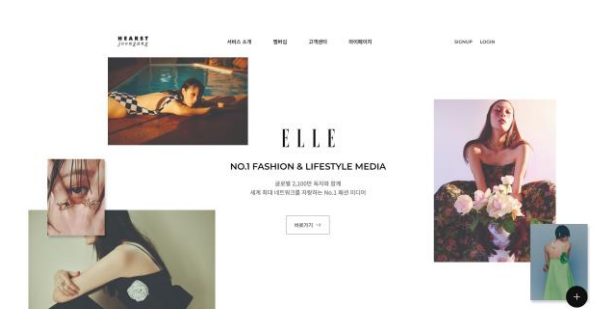 HEARST
joongang
서비스 소개
멤버십
고객센터
마이페이지
SIGNUP
LOGIN
ELLE
NO.1 FASHION & LIFESTYLE MEDIA
글로벌 2,100만 독자와 함께
세계 최대 네트워크를 자랑하는 No.1 패션 미디어
바로가기 →